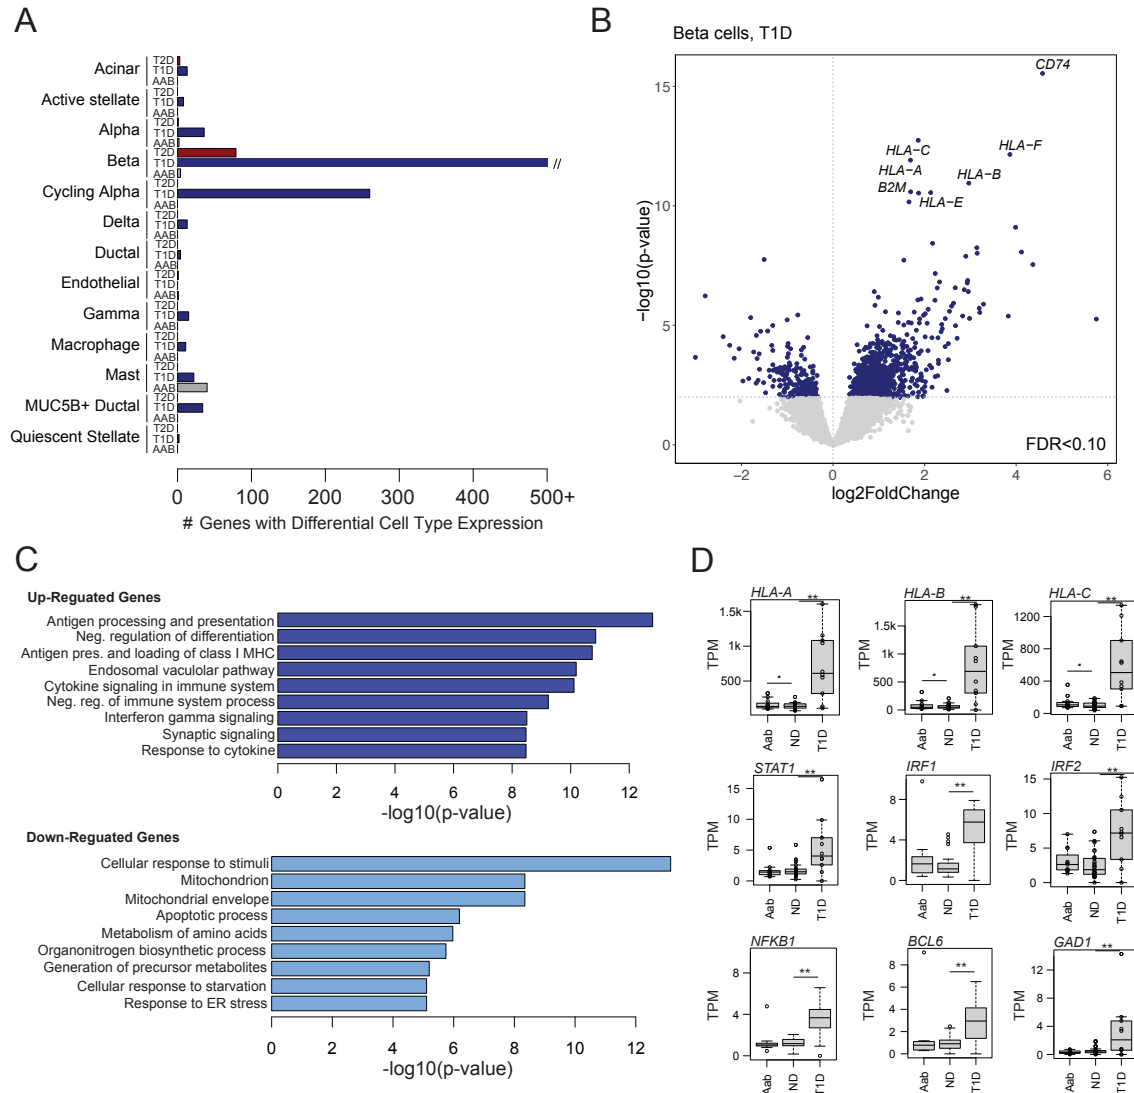 A
Acinar
T2D
T1D
AAB
Active stellate
T2D
T1D
AAB
Alpha
T2D
T1D
AAB
Beta
T2D
T1D
AAB
Cycling Alpha
T2D
T1D
AAB
Delta
T2D
T1D
AAB
Ductal
T2D
T1D
AAB
Endothelial
T2D
T1D
AAB
Gamma
T2D
T1D
AAB
Macrophage
T2D
T1D
AAB
Mast
T2D
T1D
AAB
MUC5B+ Ductal
T2D
T1D
AAB
Quiescent Stellate
T2D
T1D
AAB
//
0 100 200 300 400 500+
# Genes with Differential Cell Type Expression
B
Beta cells, T1D
CD74
HLA−C
HLA−F
HLA−A
HLA−B
B2M
HLA−E
15
10
5
0
−log10(p−value)
FDR<0.10
−2 0 2 4 6
log2FoldChange
C
Up-Reguated Genes
Antigen processing and presentation
Neg. regulation of differentiation
Antigen pres. and loading of class I MHC
Endosomal vaculolar pathway
Cytokine signaling in immune system
Neg. reg. of immune system process
Interferon gamma signaling
Synaptic signaling
Response to cytokine
0 2 4 6 8 10 12
-log10(p-value)
Down-Reguated Genes
Cellular response to stimuli
Mitochondrion
Mitochondrial envelope
Apoptotic process
Metabolism of amino acids
Organonitrogen biosynthetic process
Generation of precursor metabolites
Cellular response to starvation
Response to ER stress
0 2 4 6 8 10 12
-log10(p-value)
D
HLA-A
**
1.5k
1k
500
TPM
Aab ND T1D
HLA-B
**
1.5k
1k
500
0
TPM
Aab ND T1D
HLA-C
**
1200
800
400
0
TPM
Aab ND T1D
STAT1
**
15
10
5
0
TPM
Aab ND T1D
IRF1
**
8
4
0
TPM
Aab ND T1D
IRF2
**
15
10
5
0
TPM
Aab ND T1D
NFKB1
**
8
4
0
TPM
Aab ND T1D
BCL6
**
8
6
4
2
0
TPM
Aab ND T1D
GAD1
**
12
8
4
0
TPM
Aab ND T1D